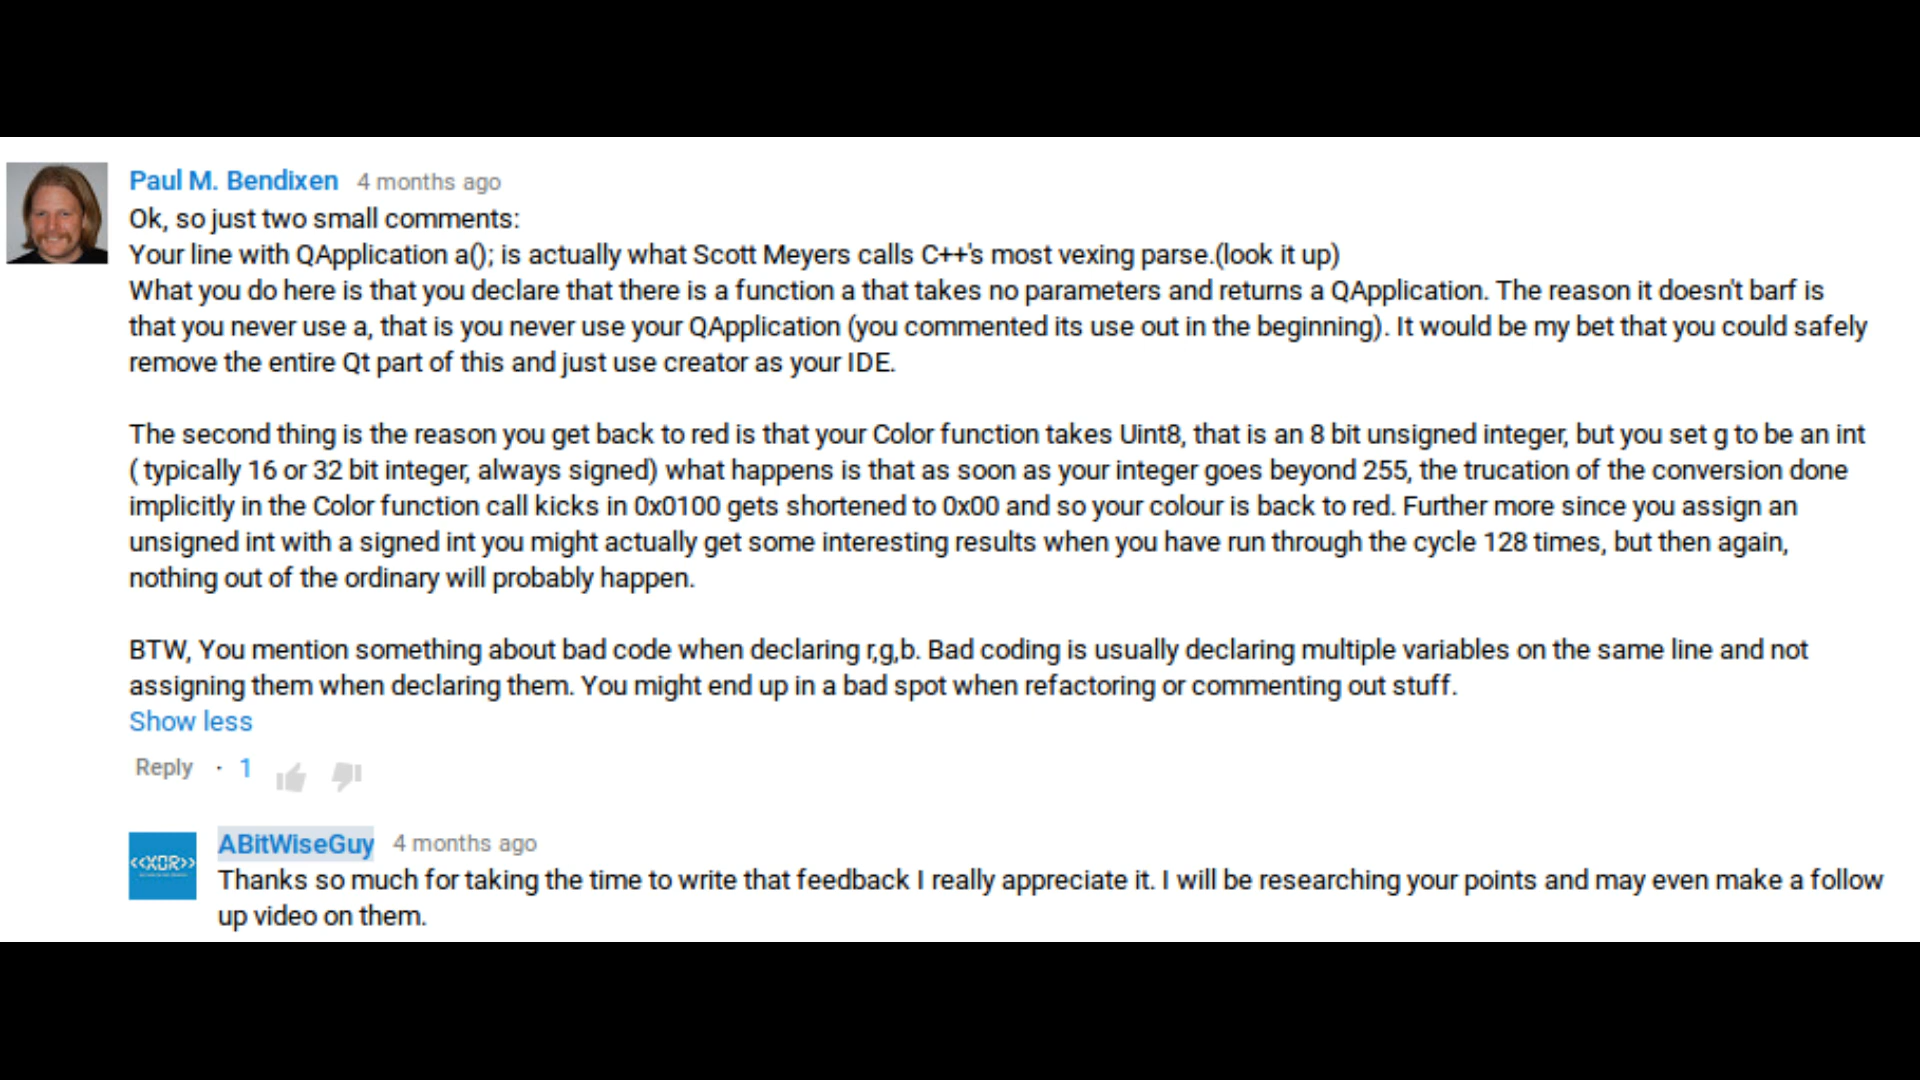 Paul M. Bendixen 4 months ago
Ok, so just two small comments:
Your line with QApplication a(); is actually what Scott Meyers calls C++'s most vexing parse.(look it up)
What you do here is that you declare that there is a function a that takes no parameters and returns a QApplication. The reason it doesn't barf is
that you never use a, that is you never use your QApplication (you commented its use out in the beginning). It would be my bet that you could safely
remove the entire Qt part of this and just use creator as your IDE.
The second thing is the reason you get back to red is that your Color function takes Uint8, that is an 8 bit unsigned integer, but you set g to be an int
( typically 16 or 32 bit integer, always signed) what happens is that as soon as your integer goes beyond 255, the trucation of the conversion done
implicitly in the Color function call kicks in 0x0100 gets shortened to 0x00 and so your colour is back to red. Further more since you assign an
unsigned int with a signed int you might actually get some interesting results when you have run through the cycle 128 times, but then again,
nothing out of the ordinary will probably happen.
BTW, You mention something about bad code when declaring r,g,b. Bad coding is usually declaring multiple variables on the same line and not
assigning them when declaring them. You might end up in a bad spot when refactoring or commenting out stuff.
Show less
Reply · 1
<<XOR>>
ABitWiseGuy 4 months ago
Thanks so much for taking the time to write that feedback I really appreciate it. I will be researching your points and may even make a follow
up video on them.